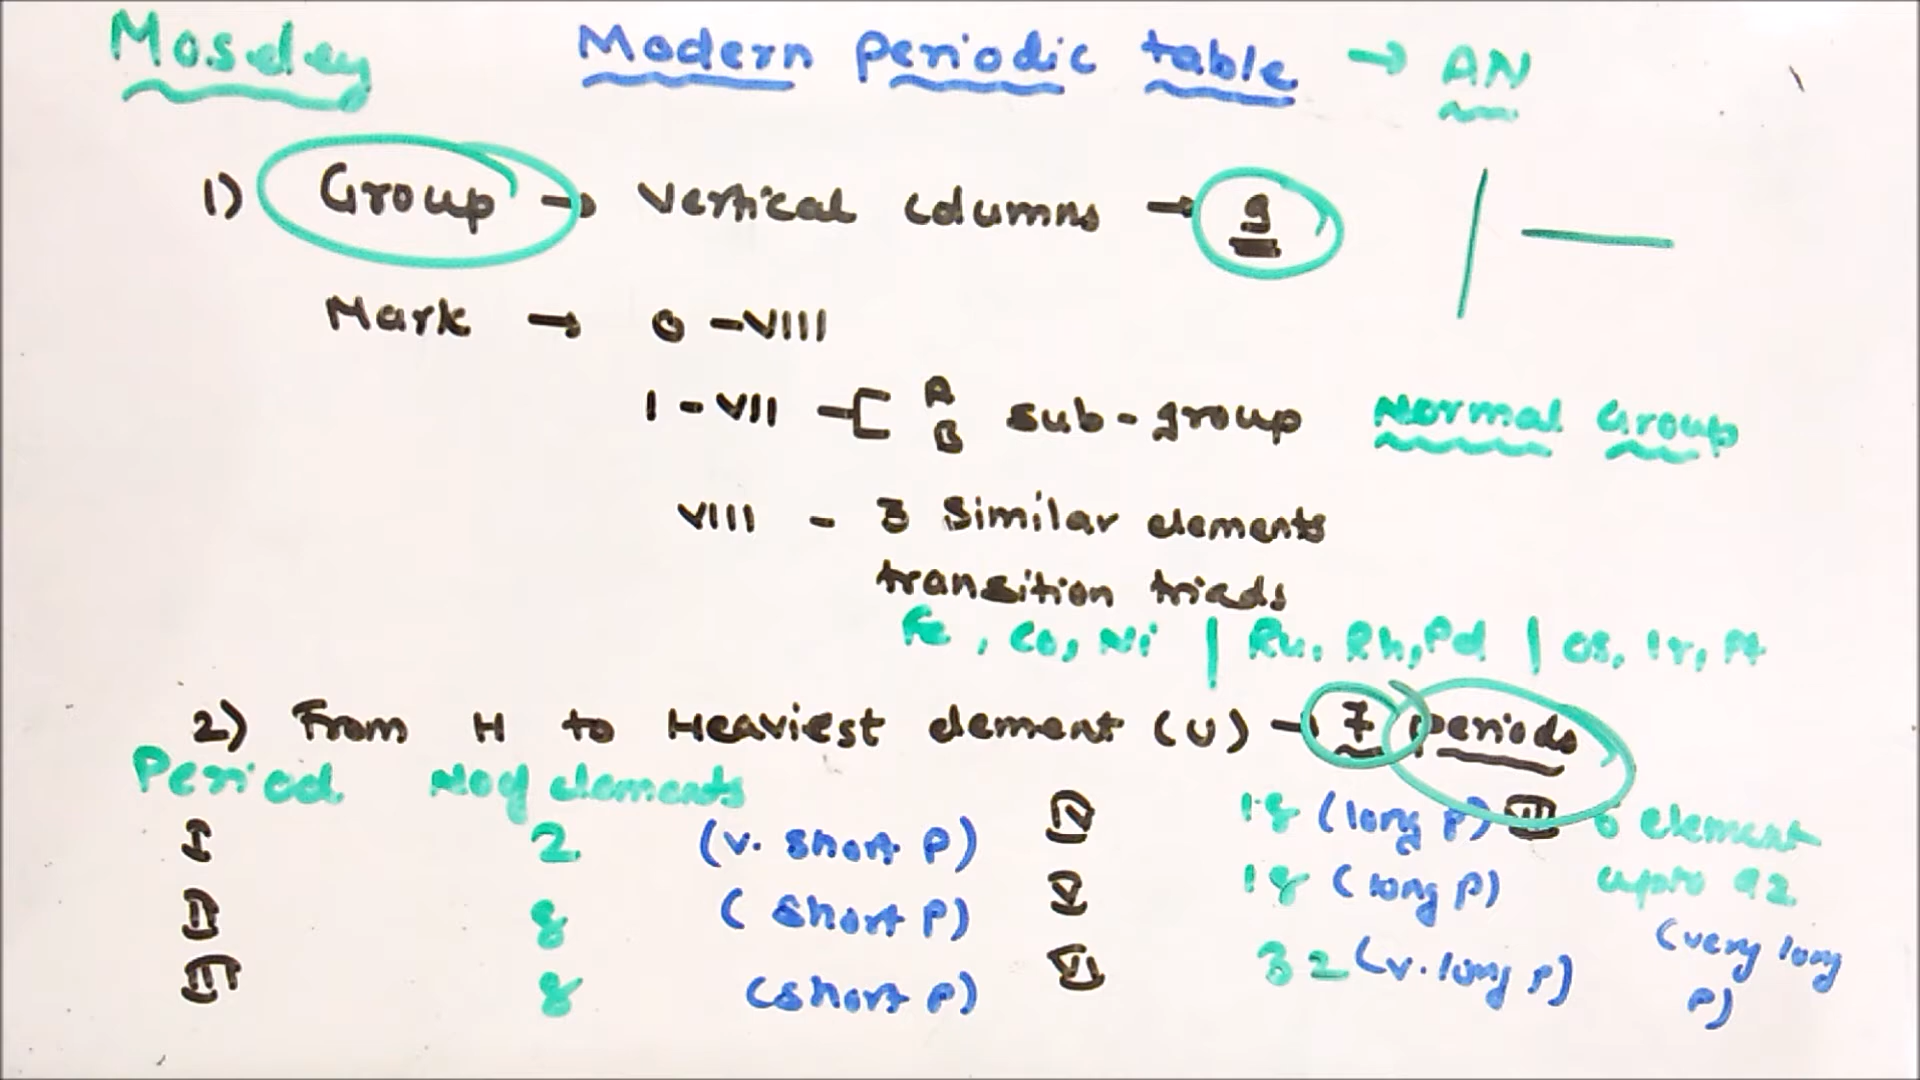 Moseley Modern periodic table → AN
1) Group → vertical columns → 9
Mark → 0 - VIII
I - VII - [ A B sub-group Normal Group
VIII - 3 Similar elements
transition triads
Fe, Co, Ni | Ru, Rh, Pd | Os, Ir, Pt
2) From H to Heaviest element (U) - 7 periods
Period No of elements
I 2 (v. short P) IV 18 (long P) 6 element
II 8 (short P) V 18 (long P) upto 92
III 8 (short P) VI 32 (v. long P) (very long P)